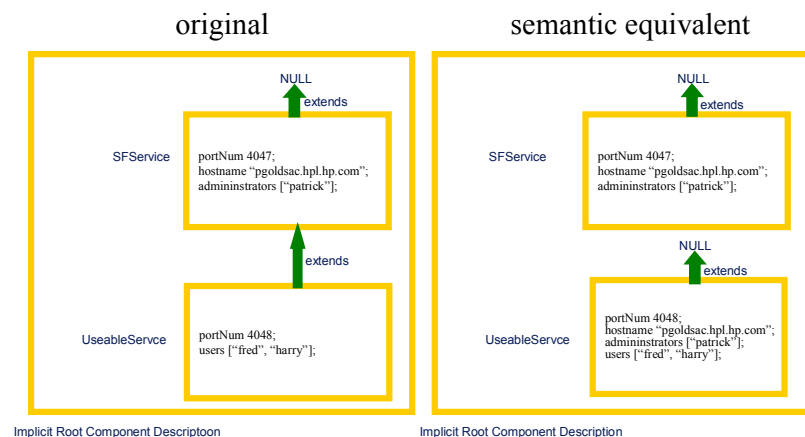 original
NULL
extends
SFService
portNum 4047;
hostname “pgoldsac.hpl.hp.com”;
admininstrators [“patrick”];
extends
UseableServce
portNum 4048;
users [“fred”, “harry”];
Implicit Root Component Descriptoon
semantic equivalent
NULL
extends
SFService
portNum 4047;
hostname “pgoldsac.hpl.hp.com”;
admininstrators [“patrick”];
NULL
extends
UseableServce
portNum 4048;
hostname “pgoldsac.hpl.hp.com”;
admininstrators [“patrick”];
users [“fred”, “harry”];
Implicit Root Component Description